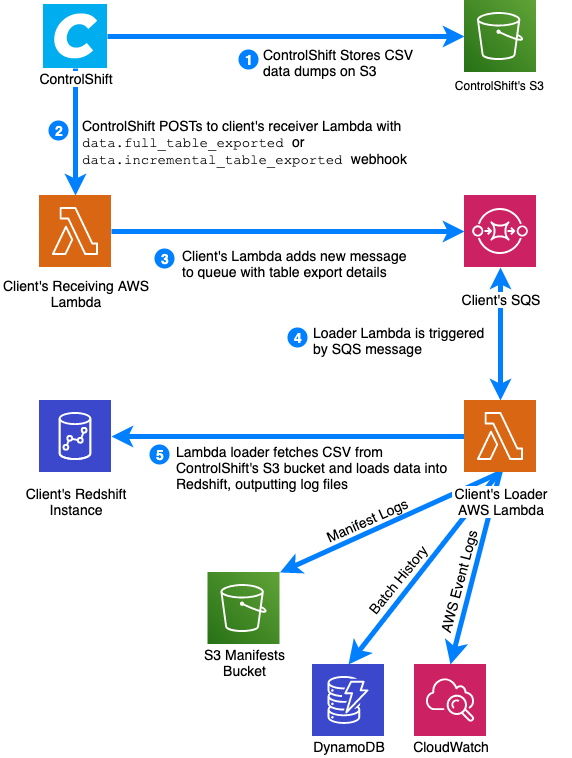 C
ControlShift
1 ControlShift Stores CSV
data dumps on S3
ControlShift's S3
2 ControlShift POSTs to client's receiver Lambda with
data.full_table_exported or
data.incremental_table_exported webhook
Client's Receiving AWS
Lambda
3 Client's Lambda adds new message
to queue with table export details
Client's SQS
4 Loader Lambda is triggered
by SQS message
Client's Redshift
Instance
5 Lambda loader fetches CSV from
ControlShift's S3 bucket and loads data into
Redshift, outputting log files
Client's Loader
AWS Lambda
Manifest Logs
Batch History
AWS Event Logs
S3 Manifests
Bucket
DynamoDB
CloudWatch